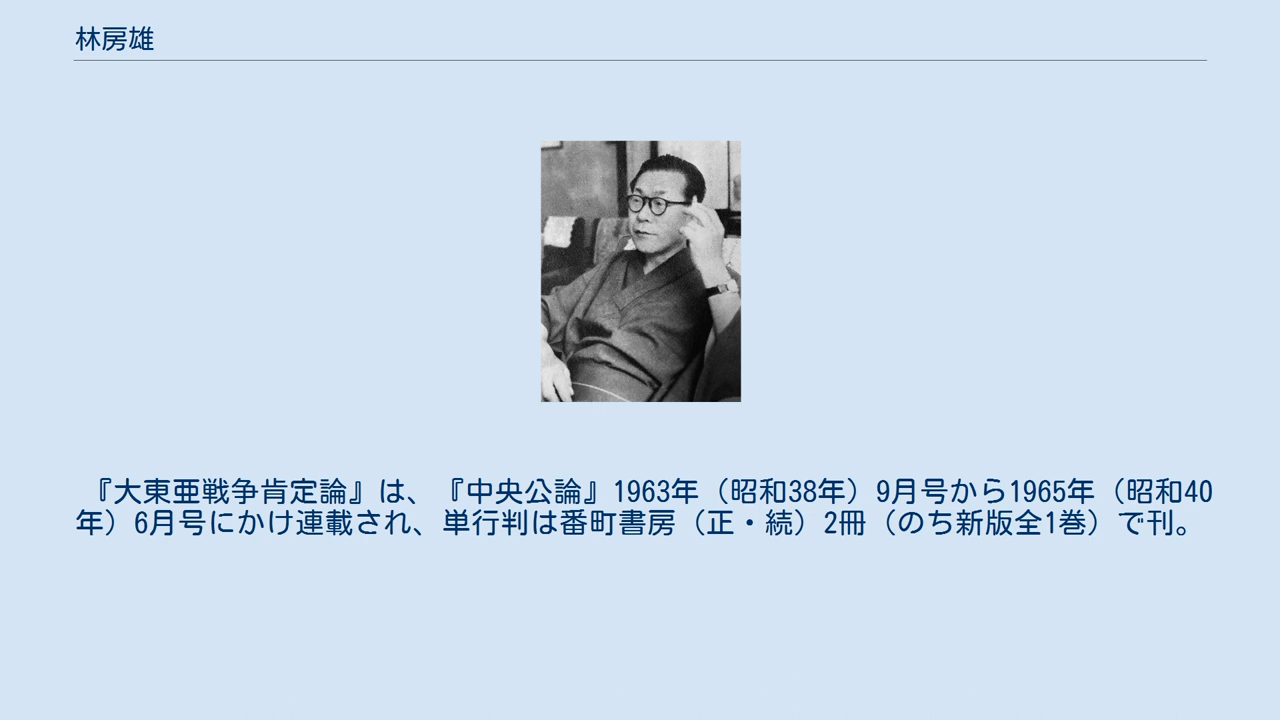 林房雄
『大東亜戦争肯定論』は、『中央公論』1963年（昭和38年）9月号から1965年（昭和40
年）6月号にかけ連載され、単行判は番町書房（正・続）2冊（のち新版全1巻）で刊。